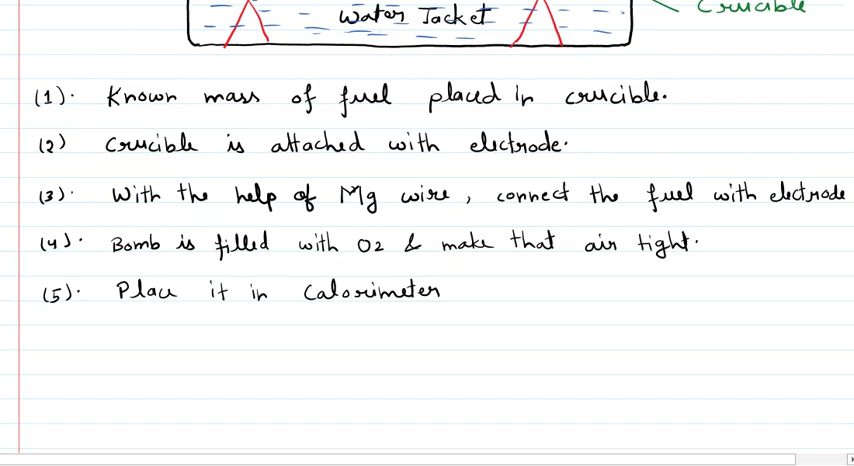 Crucible
Water Jacket
(1). Known mass of fuel placed in crucible.
(2) Crucible is attached with electrode.
(3). With the help of Mg wire, connect the fuel with electrode
(4). Bomb is filled with O2 & make that air tight.
(5). Place it in Calorimeter